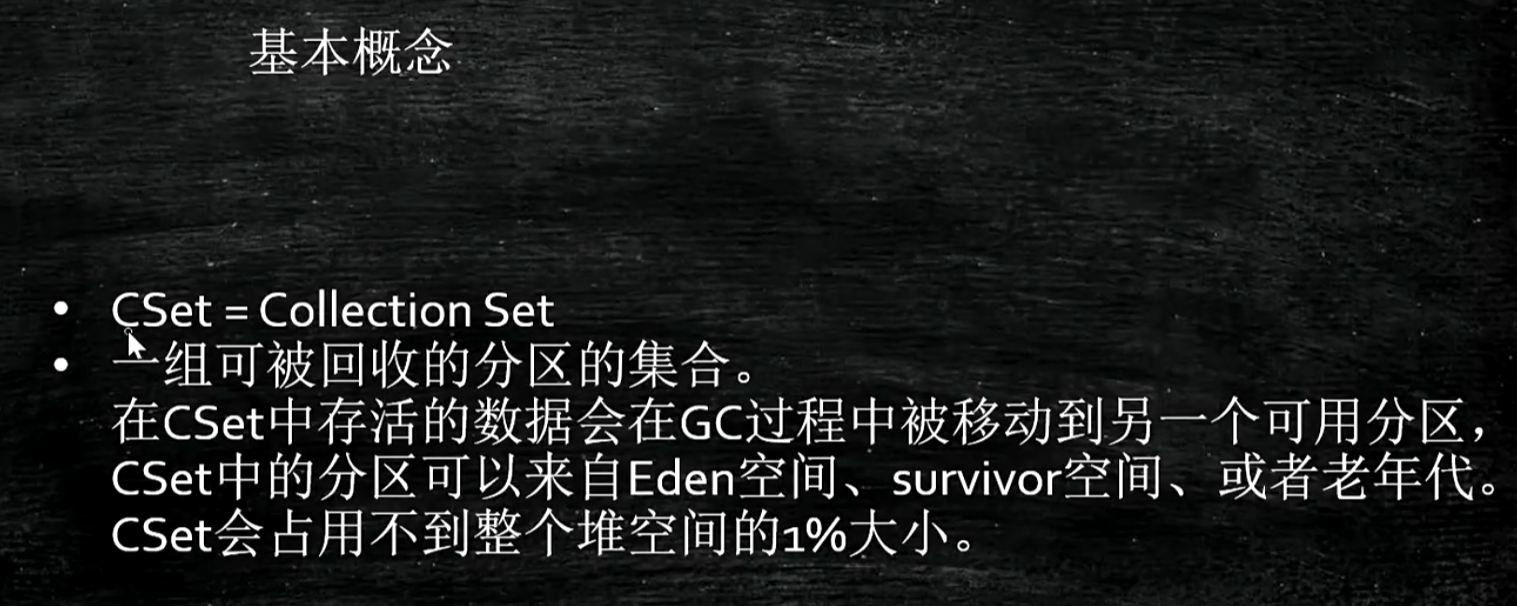 基本概念
• CSet = Collection Set
• 一组可被回收的分区的集合。
在CSet中存活的数据会在GC过程中被移动到另一个可用分区，
CSet中的分区可以来自Eden空间、survivor空间、或者老年代。
CSet会占用不到整个堆空间的1%大小。